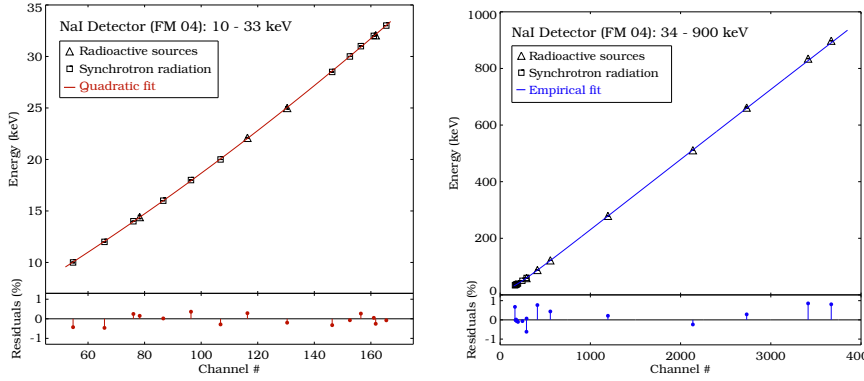 NaI Detector (FM 04): 10 - 33 keV
Radioactive sources
Synchrotron radiation
Quadratic fit
Energy (keV)
35
30
25
20
15
10
Residuals (%)
1
0
-1
60 80 100 120 140 160
Channel #
NaI Detector (FM 04): 34 - 900 keV
Radioactive sources
Synchrotron radiation
Empirical fit
Energy (keV)
1000
800
600
400
200
0
Residuals (%)
1
0
-1
0 1000 2000 3000 400
Channel #